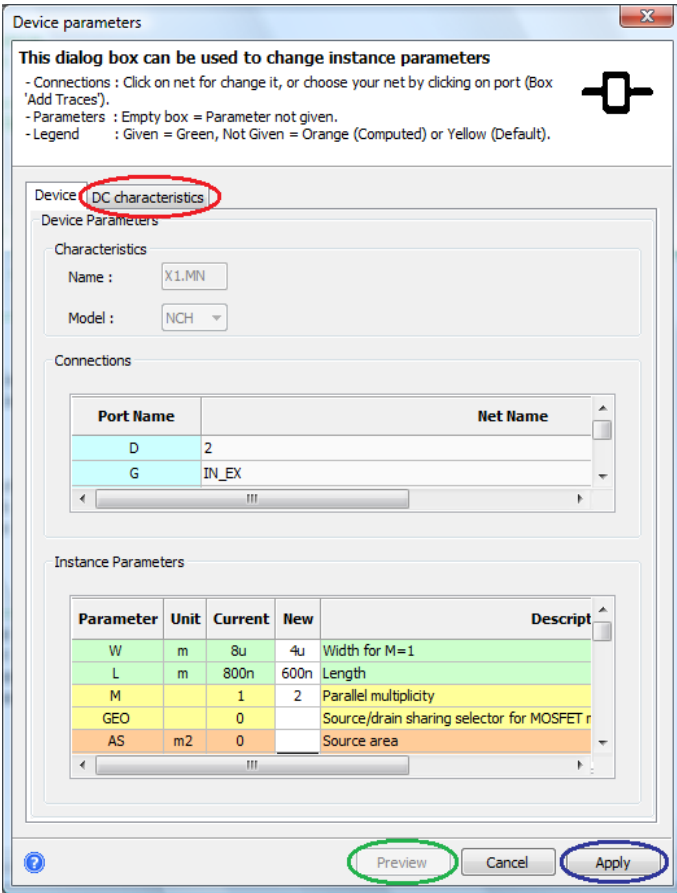 Device parameters
This dialog box can be used to change instance parameters
- Connections : Click on net for change it, or choose your net by clicking on port (Box
'Add Traces').
- Parameters : Empty box = Parameter not given.
- Legend : Given = Green, Not Given = Orange (Computed) or Yellow (Default).
Device DC characteristics
Device Parameters
Characteristics
Name : X1.MN
Model : NCH
Connections
Port Name Net Name
D 2
G IN_EX
Instance Parameters
Parameter Unit Current New Descript
W m 8u 4u Width for M=1
L m 800n 600n Length
M 1 2 Parallel multiplicity
GEO 0 Source/drain sharing selector for MOSFET
AS m2 0 Source area
Preview Cancel Apply